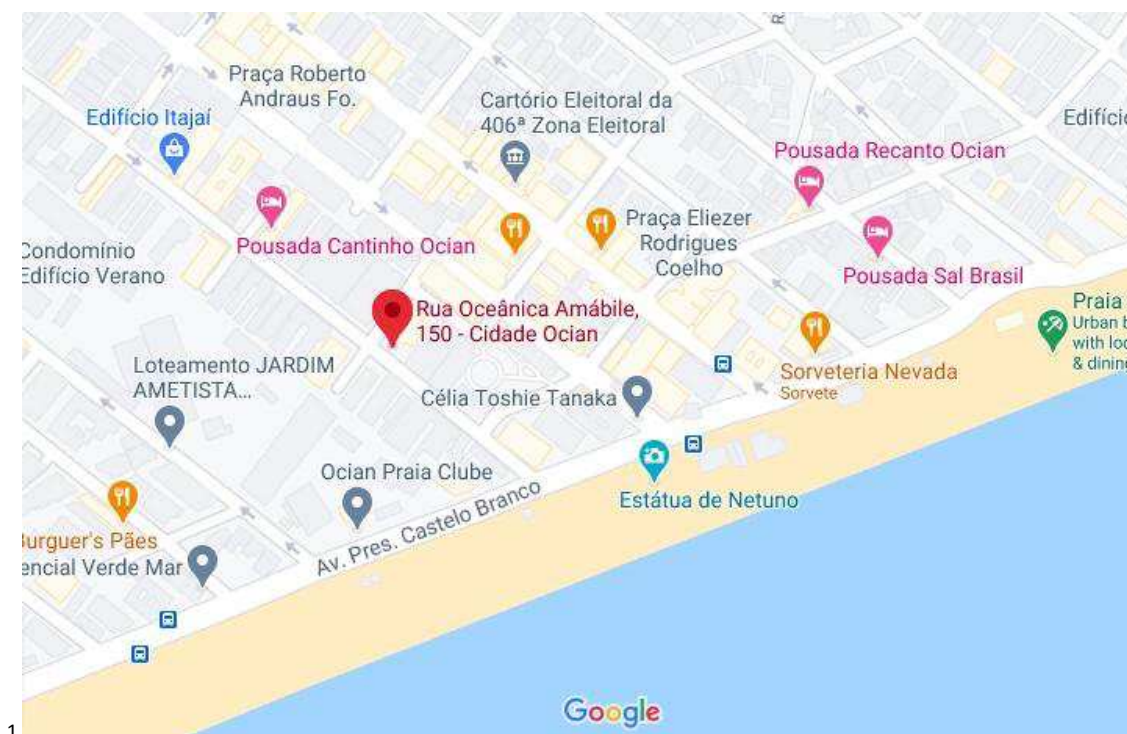 Praça Roberto
Andraus Fo.
Edifício Itajaí
Cartório Eleitoral da
406ª Zona Eleitoral
Edifício
Pousada Recanto Ocian
Praça Eliezer
Rodrigues
Coelho
Pousada Cantinho Ocian
Condomínio
Edifício Verano
Pousada Sal Brasil
Rua Oceânica Amábile,
150 - Cidade Ocian
Praia
Urban b
with loc
& dining
Loteamento JARDIM
AMETISTA...
Sorveteria Nevada
Sorvete
Célia Toshie Tanaka
Ocian Praia Clube
Estátua de Netuno
Av. Pres. Castelo Branco
Burguer's Pães
encial Verde Mar
Google
1